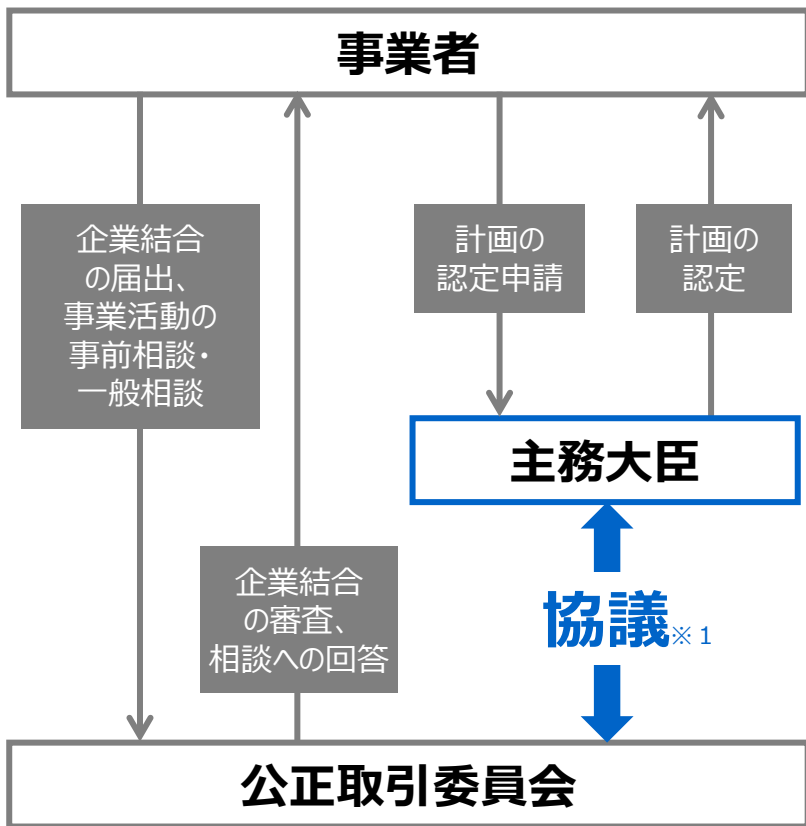 事業者
企業結合
の届出、
事業活動の
事前相談・
一般相談
計画の
認定申請
計画の
認定
主務大臣
企業結合
の審査、
相談への回答
協議※1
公正取引委員会